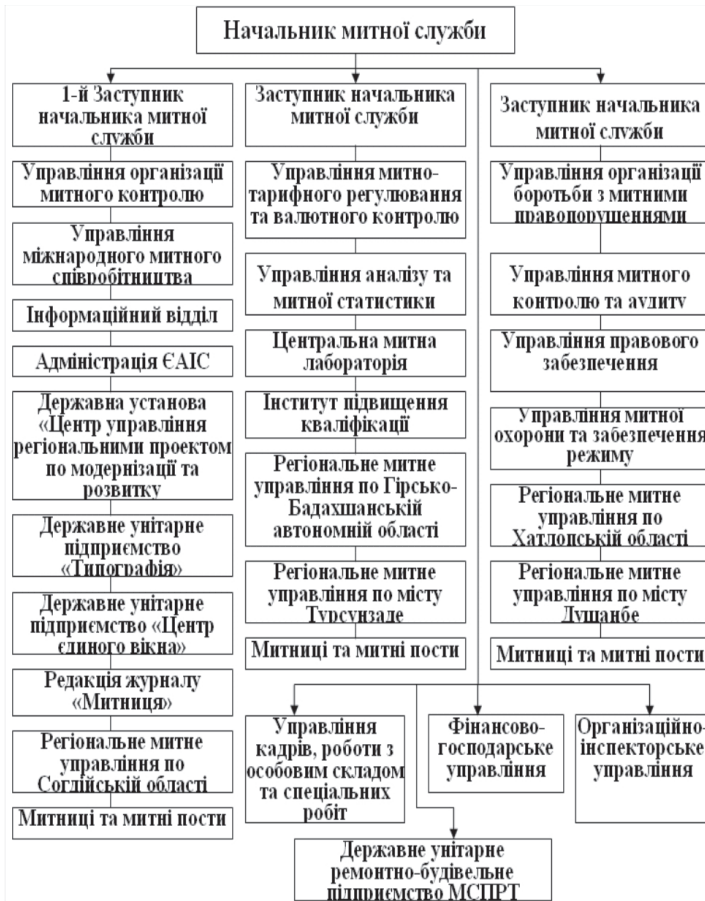 Начальник митної служби
1-й Заступник
начальника митної
служби
Управління організації
митного контролю
Управління
міжнародного митного
співробітництва
Інформаційний відділ
Адміністрація ЄАІС
Державна установа
«Центр управління
регіональними проектом
по модернізації та
розвитку
Державне унітарне
підприємство
«Типографія»
Державне унітарне
підприємство «Центр
єдиного вікна»
Редакція журналу
«Митниця»
Регіональне митне
управління по
Согдійській області
Митниці та митні пости
Заступник начальника
митної служби
Управління митно-
тарифного регулювання
та валютного контролю
Управління аналізу та
митної статистики
Центральна митна
лабораторія
Інститут підвищення
кваліфікації
Регіональне митне
управління по Гірсько-
Бадахшанській
автономній області
Регіональне митне
управління по місту
Турсунзаде
Митниці та митні пости
Заступник начальника
митної служби
Управління організації
боротьби з митними
правопорушеннями
Управління митного
контролю та аудиту
Управління правового
забезпечення
Управління митної
охорони та забезпечення
режиму
Регіональне митне
управління по
Хатлопській області
Регіональне митне
управління по місту
Душанбе
Митниці та митні пости
Управління
кадрів, роботи з
особовим складом
та спеціальних
робіт
Фінансово-
господарське
управління
Організаційно-
інспекторське
управління
Державне унітарне
ремонтно-будівельне
підприємство МСПРТ